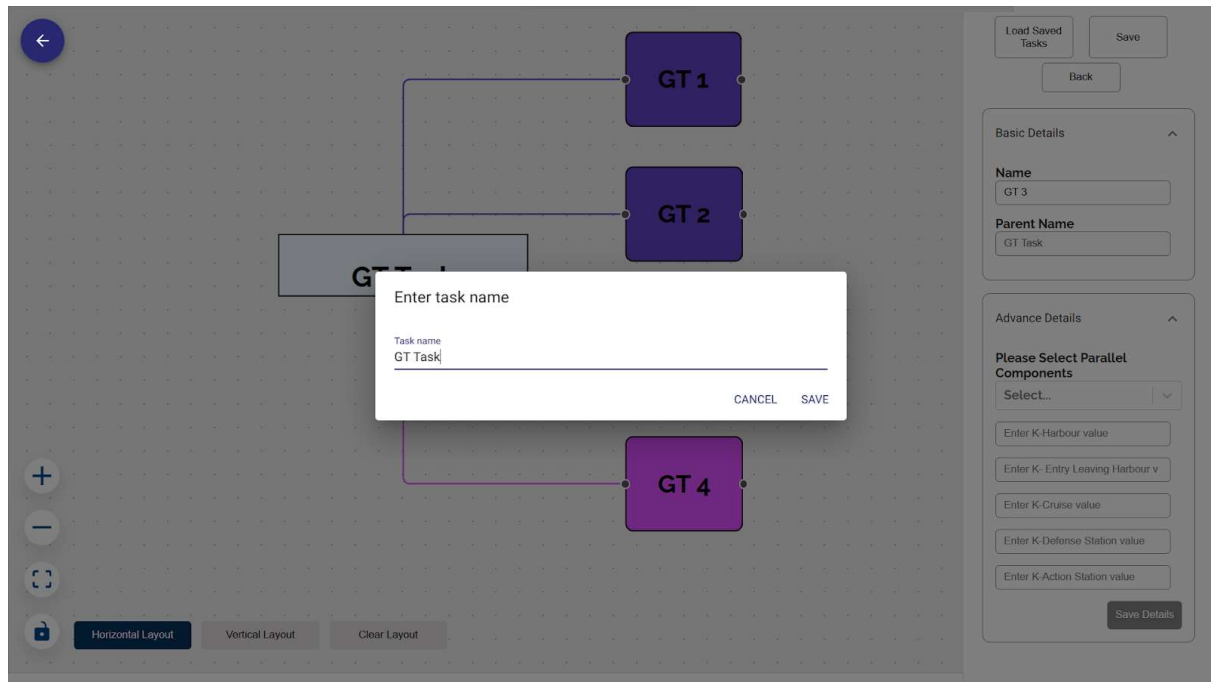 GT 1
GT 2
GT
Enter task name
Task name
GT Task
CANCEL SAVE
GT 4
Horizontal Layout
Vertical Layout
Clear Layout
Load Saved
Tasks
Save
Back
Basic Details
Name
GT 3
Parent Name
GT Task
Advance Details
Please Select Parallel
Components
Select...
Enter K-Harbour value
Enter K- Entry Leaving Harbour v
Enter K-Cruise value
Enter K-Defense Station value
Enter K-Action Station value
Save Details